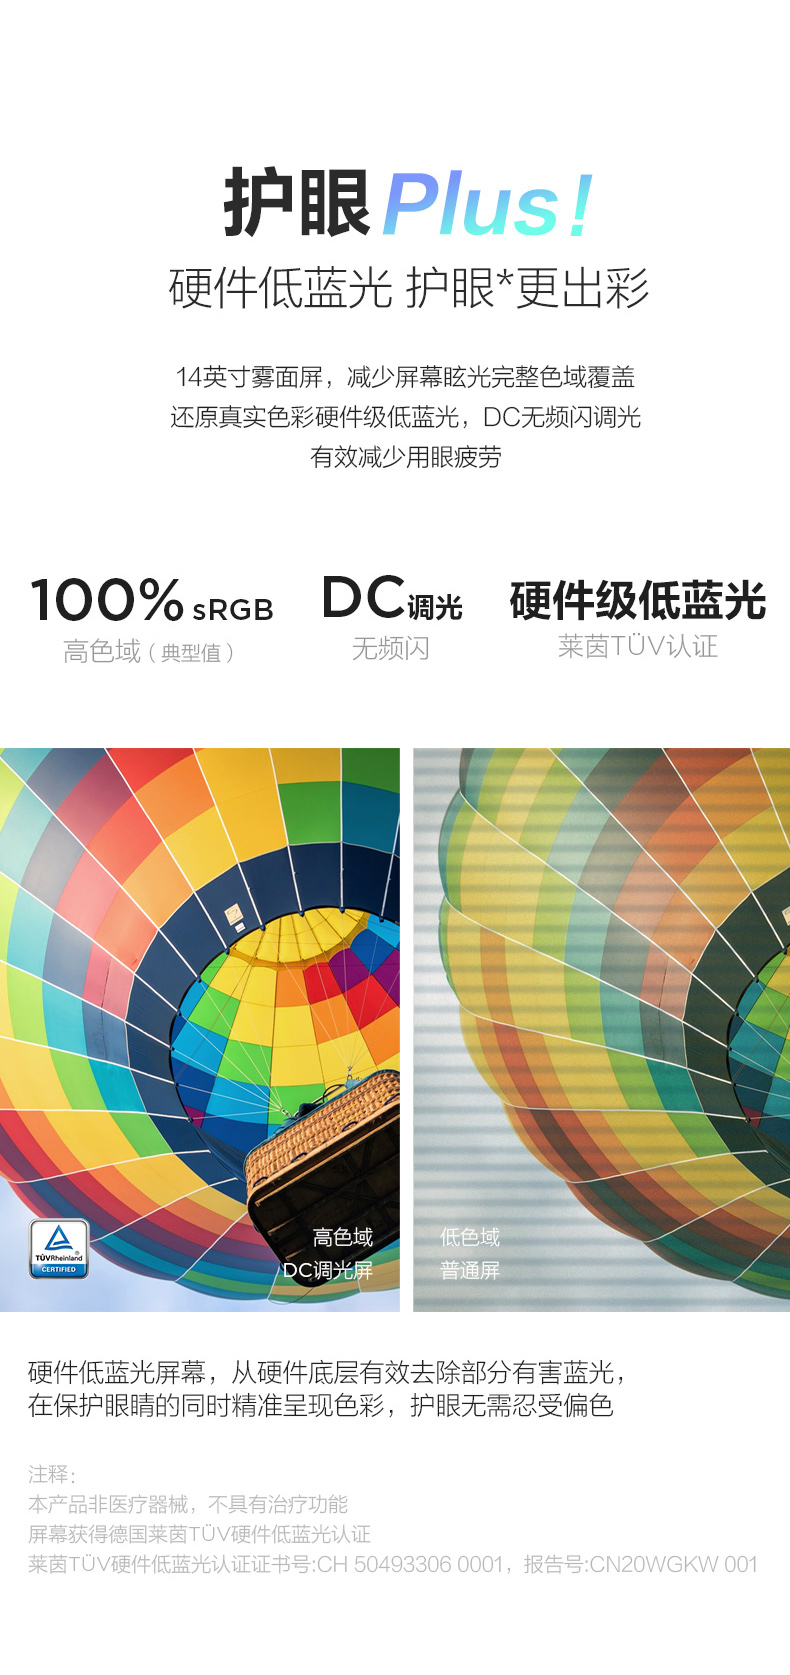 护眼Plus!
硬件低蓝光 护眼*更出彩
14英寸雾面屏，减少屏幕眩光完整色域覆盖
还原真实色彩硬件级低蓝光，DC无频闪调光
有效减少用眼疲劳
100% sRGB
高色域（典型值）
DC调光
无频闪
硬件级低蓝光
莱茵TÜV认证
TÜVRheinland®
CERTIFIED
高色域
DC调光屏
低色域
普通屏
硬件低蓝光屏幕，从硬件底层有效去除部分有害蓝光，
在保护眼睛的同时精准呈现色彩，护眼无需忍受偏色
注释：
本产品非医疗器械，不具有治疗功能
屏幕获得德国莱茵TÜV硬件低蓝光认证
莱茵TÜV硬件低蓝光认证证书号:CH 50493306 0001，报告号:CN20WGKW 001